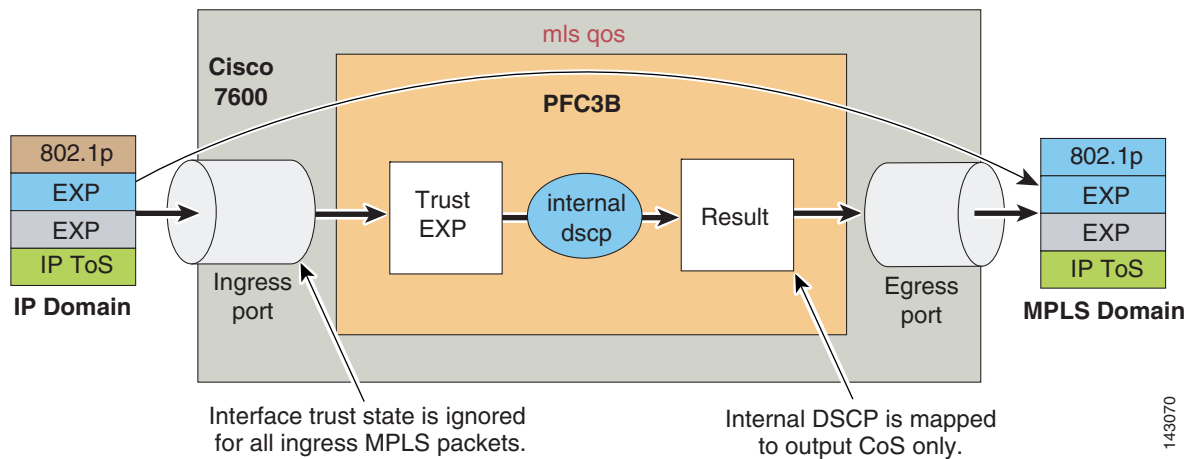 mls qos
Cisco
7600
PFC3B
802.1p
EXP
EXP
IP ToS
IP Domain
Ingress
port
Trust
EXP
internal
dscp
Result
Egress
port
802.1p
EXP
EXP
IP ToS
MPLS Domain
Interface trust state is ignored
for all ingress MPLS packets.
Internal DSCP is mapped
to output CoS only.
143070